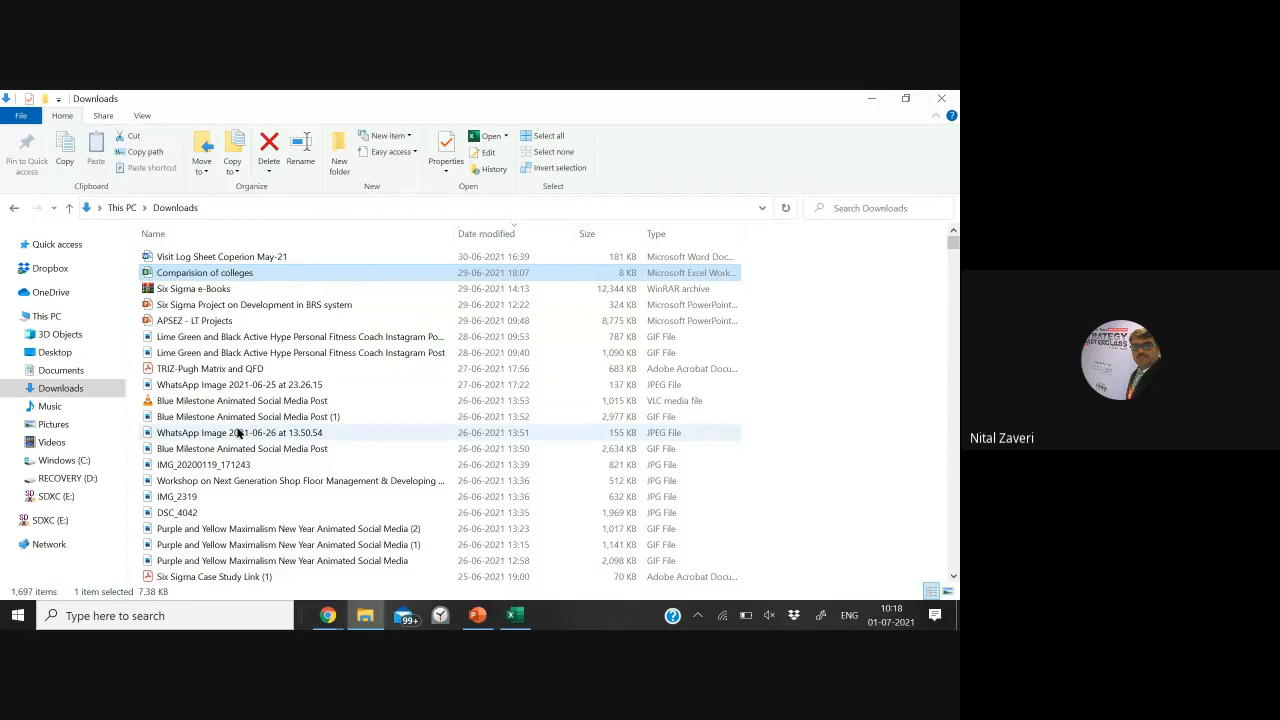 Downloads
File Home Share View
Pin to Quick access
Copy
Paste
Cut
Copy path
Paste shortcut
Move to
Copy to
Delete
Rename
New folder
New item
Easy access
Properties
Open
Edit
History
Select all
Select none
Invert selection
Clipboard Organize New Open Select
This PC > Downloads
Search Downloads
Name Date modified Size Type
Quick access
Dropbox
OneDrive
This PC
3D Objects
Desktop
Documents
Downloads
Music
Pictures
Videos
Windows (C:)
RECOVERY (D:)
SDXC (E:)
SDXC (E:)
Network
Visit Log Sheet Coperion May-21 30-06-2021 16:39 181 KB Microsoft Word Doc...
Comparision of colleges 29-06-2021 18:07 8 KB Microsoft Excel Work...
Six Sigma e-Books 29-06-2021 14:13 12,344 KB WinRAR archive
Six Sigma Project on Development in BRS system 29-06-2021 12:22 324 KB Microsoft PowerPoint...
APSEZ - LT Projects 29-06-2021 09:48 8,775 KB Microsoft PowerPoint...
Lime Green and Black Active Hype Personal Fitness Coach Instagram Po... 28-06-2021 09:53 787 KB GIF File
Lime Green and Black Active Hype Personal Fitness Coach Instagram Post 28-06-2021 09:40 1,090 KB GIF File
TRIZ-Pugh Matrix and QFD 27-06-2021 17:56 683 KB Adobe Acrobat Docu...
WhatsApp Image 2021-06-25 at 23.26.15 27-06-2021 17:22 137 KB JPEG File
Blue Milestone Animated Social Media Post 26-06-2021 13:53 1,015 KB VLC media file
Blue Milestone Animated Social Media Post (1) 26-06-2021 13:52 2,977 KB GIF File
WhatsApp Image 2021-06-26 at 13.50.54 26-06-2021 13:51 155 KB JPEG File
Blue Milestone Animated Social Media Post 26-06-2021 13:50 2,634 KB GIF File
IMG_20200119_171243 26-06-2021 13:39 821 KB JPG File
Workshop on Next Generation Shop Floor Management & Developing ... 26-06-2021 13:36 512 KB JPG File
IMG_2319 26-06-2021 13:36 632 KB JPG File
DSC_4042 26-06-2021 13:35 1,969 KB JPG File
Purple and Yellow Maximalism New Year Animated Social Media (2) 26-06-2021 13:23 1,017 KB GIF File
Purple and Yellow Maximalism New Year Animated Social Media (1) 26-06-2021 13:15 1,141 KB GIF File
Purple and Yellow Maximalism New Year Animated Social Media 26-06-2021 12:58 2,098 KB GIF File
Six Sigma Case Study Link (1) 25-06-2021 19:00 70 KB Adobe Acrobat Docu...
1,697 items 1 item selected 7.38 KB
Type here to search
99+
ENG
10:18
01-07-2021
Nital Zaveri